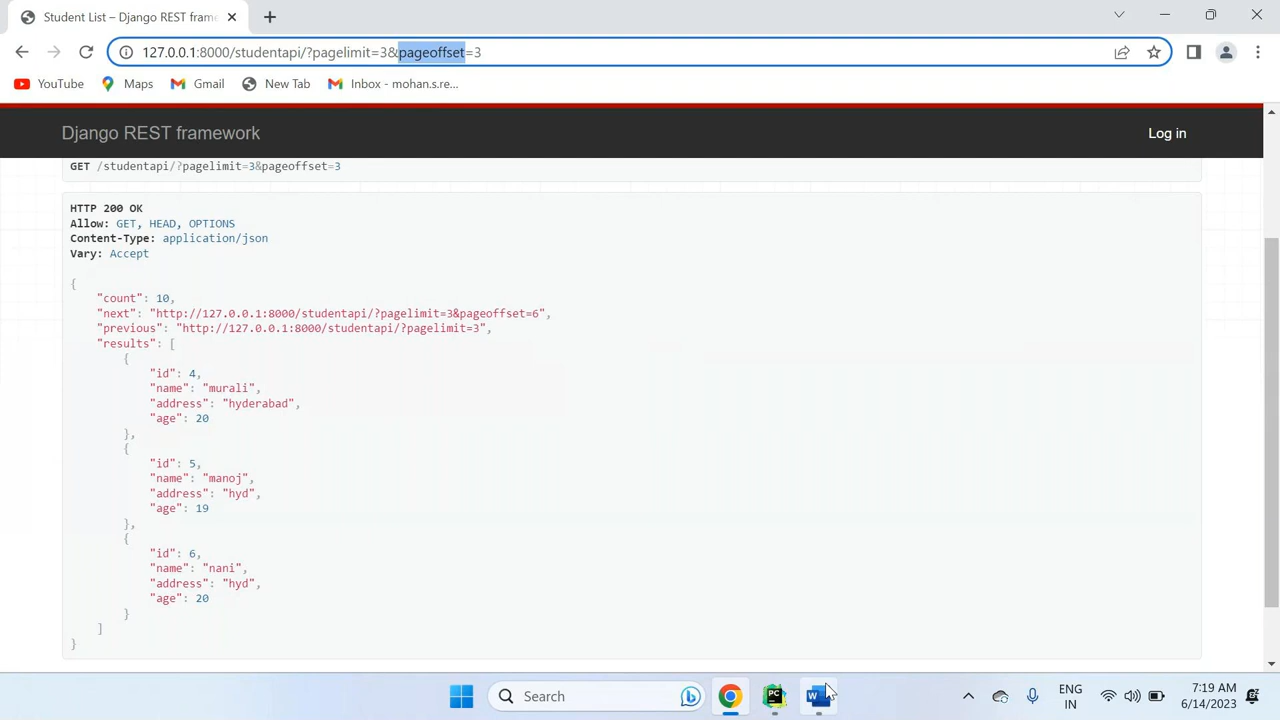 Student List – Django REST frame
127.0.0.1:8000/studentapi/?pagelimit=3&pageoffset=3
YouTube Maps Gmail New Tab Inbox - mohan.s.re...
Django REST framework Log in
GET /studentapi/?pagelimit=3&pageoffset=3
HTTP 200 OK
Allow: GET, HEAD, OPTIONS
Content-Type: application/json
Vary: Accept
{
"count": 10,
"next": "http://127.0.0.1:8000/studentapi/?pagelimit=3&pageoffset=6",
"previous": "http://127.0.0.1:8000/studentapi/?pagelimit=3",
"results": [
{
"id": 4,
"name": "murali",
"address": "hyderabad",
"age": 20
},
{
"id": 5,
"name": "manoj",
"address": "hyd",
"age": 19
},
{
"id": 6,
"name": "nani",
"address": "hyd",
"age": 20
}
]
}
Search PC W ENG 7:19 AM
IN 6/14/2023